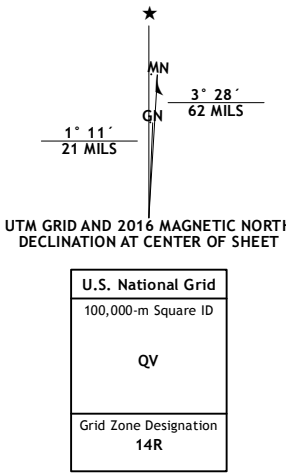 ★
MN
3° 28´
62 MILS
GN
1° 11´
21 MILS
UTM GRID AND 2016 MAGNETIC NORTH
DECLINATION AT CENTER OF SHEET
U.S. National Grid
100,000-m Square ID
QV
Grid Zone Designation
14R